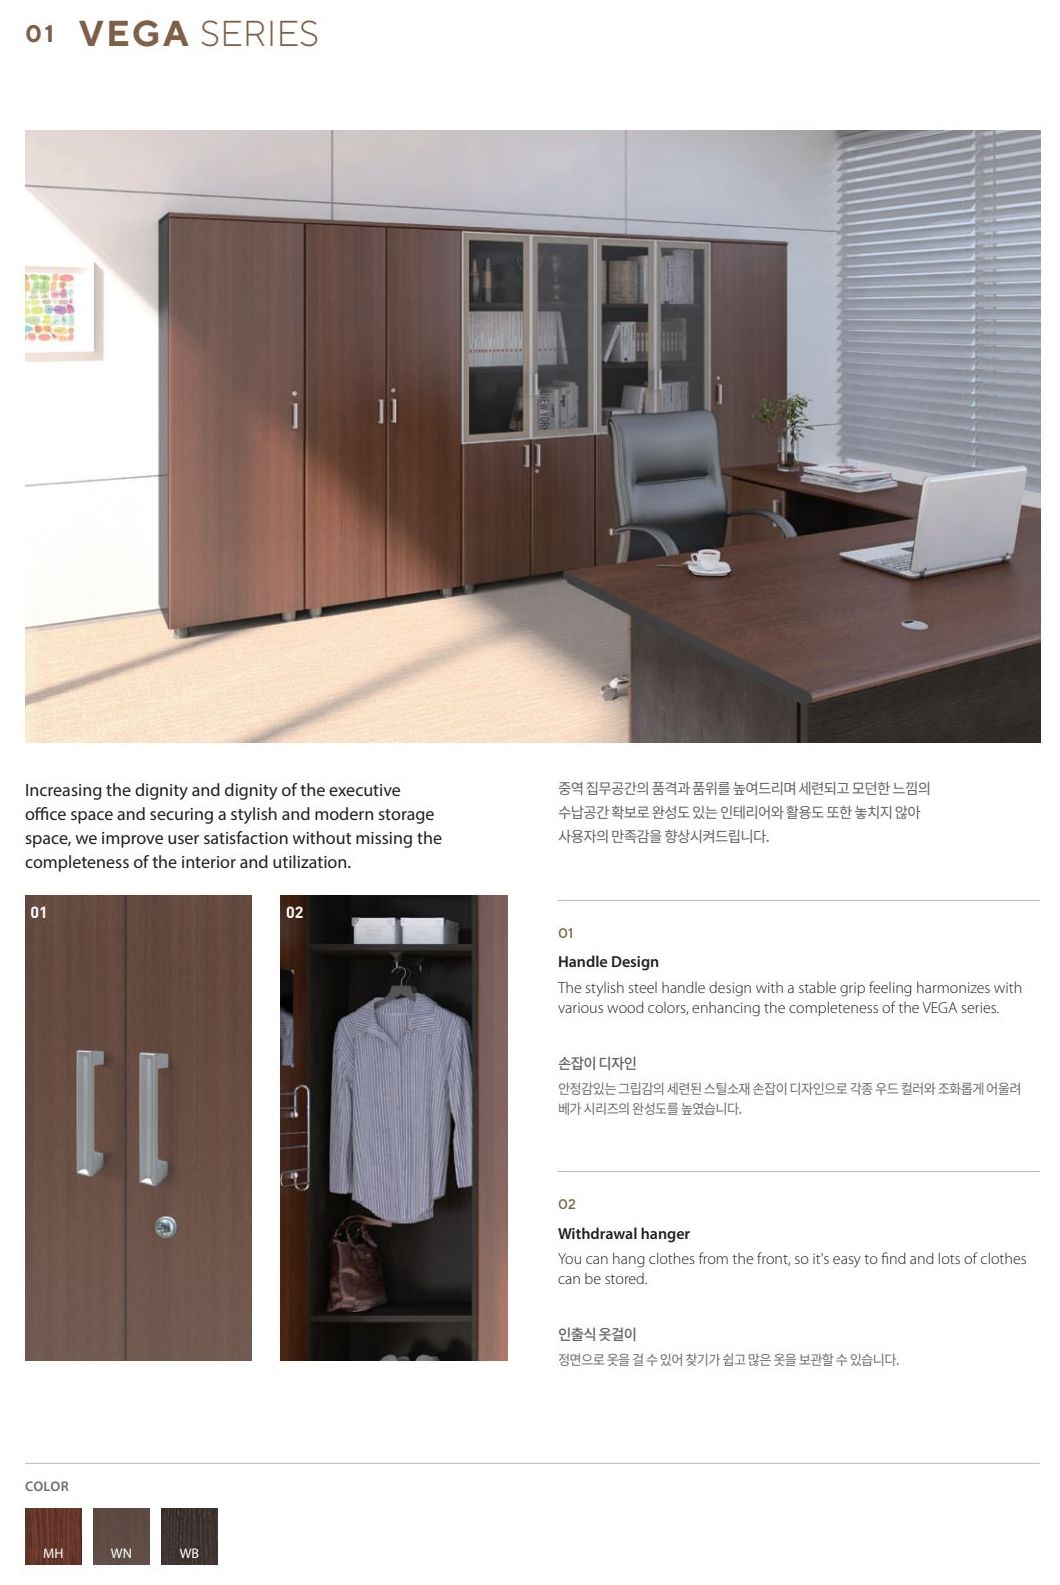 01 VEGA SERIES
NEW YORK
Increasing the dignity and dignity of the executive
office space and securing a stylish and modern storage
space, we improve user satisfaction without missing the
completeness of the interior and utilization.
중역 집무공간의 품격과 품위를 높여드리며 세련되고 모던한 느낌의
수납공간 확보로 완성도 있는 인테리어와 활용도 또한 놓치지 않아
사용자의 만족감을 향상시켜드립니다.
01
02
01
Handle Design
The stylish steel handle design with a stable grip feeling harmonizes with
various wood colors, enhancing the completeness of the VEGA series.
손잡이 디자인
안정감있는 그립감의 세련된 스틸소재 손잡이 디자인으로 각종 우드 컬러와 조화롭게 어울려
베가 시리즈의 완성도를 높였습니다.
02
Withdrawal hanger
You can hang clothes from the front, so it's easy to find and lots of clothes
can be stored.
인출식 옷걸이
정면으로 옷을 걸 수 있어 찾기가 쉽고 많은 옷을 보관할 수 있습니다.
COLOR
MH WN WB